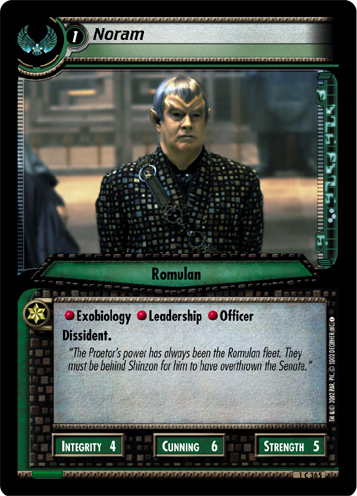 1 Noram
Romulan
Exobiology Leadership Officer
Dissident.
"The Praetor's power has always been the Romulan fleet. They
must be behind Shinzon for him to have overthrown the Senate."
INTEGRITY 4 CUNNING 6 STRENGTH 5
1 C 355